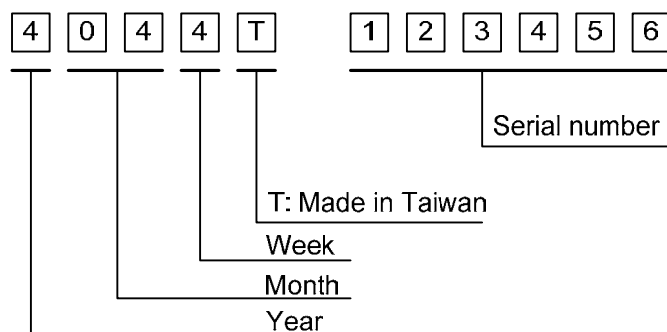 4 0 4 4 T 1 2 3 4 5 6
Serial number
T: Made in Taiwan
Week
Month
Year